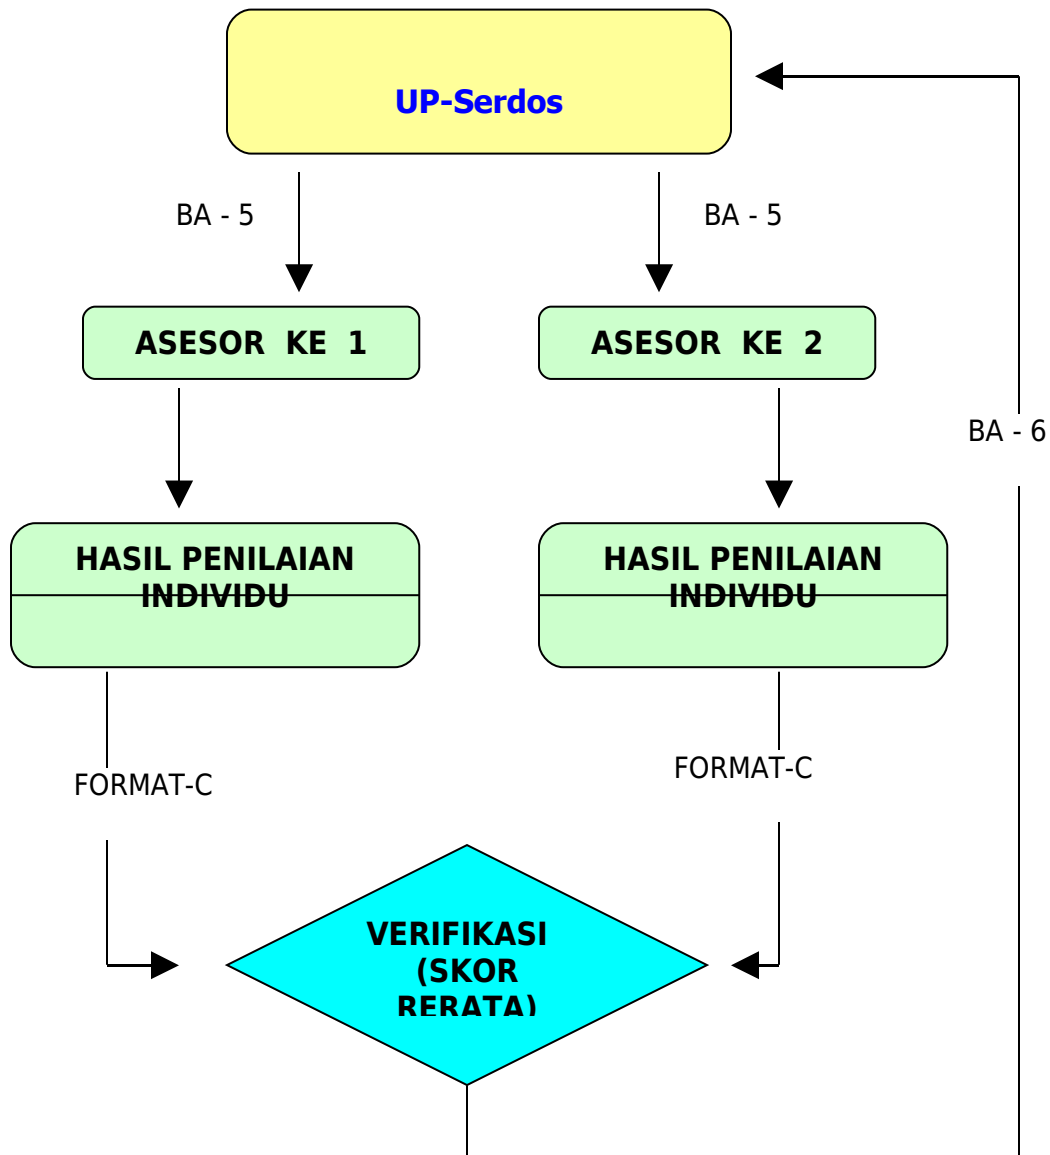 UP-Serdos
BA - 5
BA - 5
ASESOR KE 1
ASESOR KE 2
BA - 6
HASIL PENILAIAN
INDIVIDU
HASIL PENILAIAN
INDIVIDU
FORMAT-C
FORMAT-C
VERIFIKASI
(SKOR
RERATA)